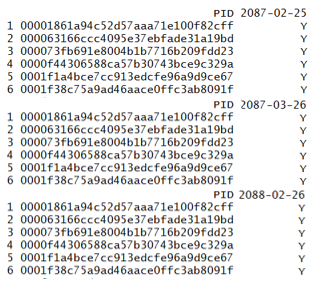 PID 2087-02-25
1 00001861a94c52d57aaa71e100f82cff Y
2 000063166ccc4095e37ebfade31a19bd Y
3 000073fb691e8004b1b7716b209fdd23 Y
4 0000f44306588ca57b30743bce9c329a Y
5 0001f1a4bce7cc913edcfe96a9d9ce67 Y
6 0001f38c75a9ad46aace0ffc3ab8091f Y
PID 2087-03-26
1 00001861a94c52d57aaa71e100f82cff Y
2 000063166ccc4095e37ebfade31a19bd Y
3 000073fb691e8004b1b7716b209fdd23 Y
4 0000f44306588ca57b30743bce9c329a Y
5 0001f1a4bce7cc913edcfe96a9d9ce67 Y
6 0001f38c75a9ad46aace0ffc3ab8091f Y
PID 2088-02-26
1 00001861a94c52d57aaa71e100f82cff Y
2 000063166ccc4095e37ebfade31a19bd Y
3 000073fb691e8004b1b7716b209fdd23 Y
4 0000f44306588ca57b30743bce9c329a Y
5 0001f1a4bce7cc913edcfe96a9d9ce67 Y
6 0001f38c75a9ad46aace0ffc3ab8091f Y